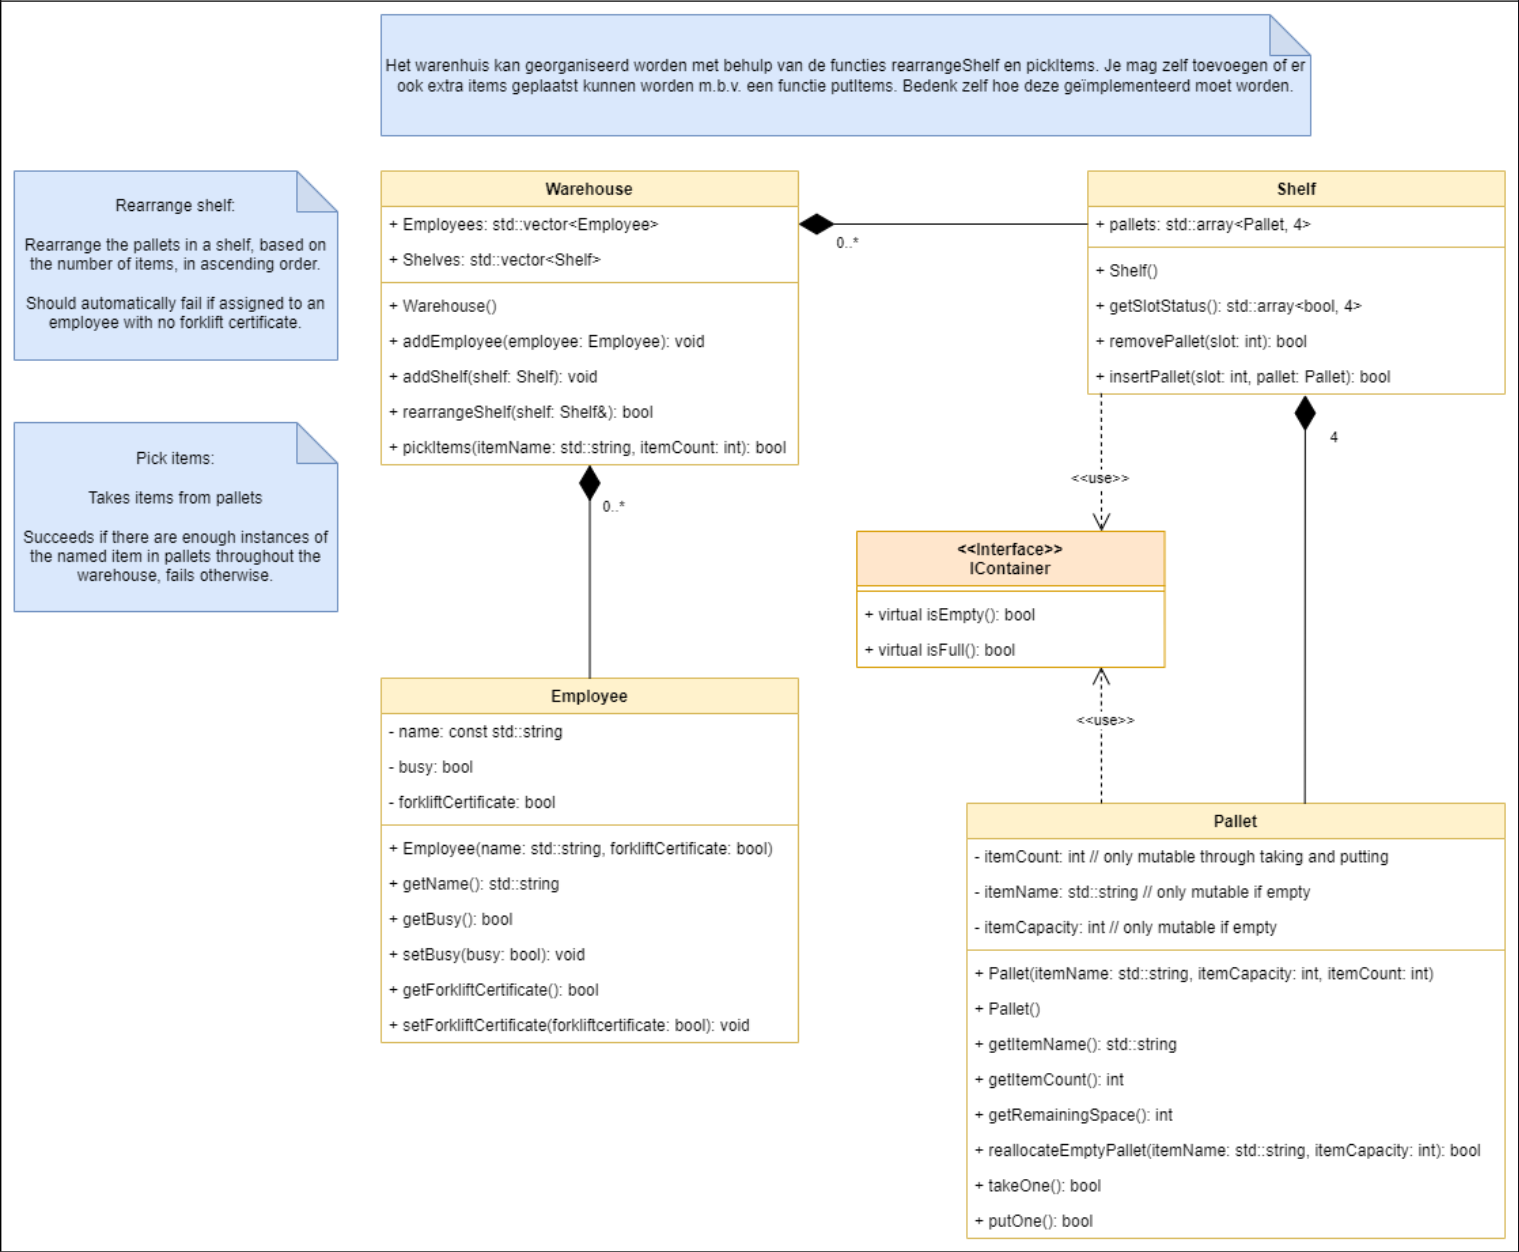 Het warenhuis kan georganiseerd worden met behulp van de functies rearrangeShelf en pickItems. Je mag zelf toevoegen of er
ook extra items geplaatst kunnen worden m.b.v. een functie putItems. Bedenk zelf hoe deze geïmplementeerd moet worden.
Rearrange shelf:
Rearrange the pallets in a shelf, based on
the number of items, in ascending order.
Should automatically fail if assigned to an
employee with no forklift certificate.
Pick items:
Takes items from pallets
Succeeds if there are enough instances of
the named item in pallets throughout the
warehouse, fails otherwise.
Warehouse
+ Employees: std::vector<Employee>
+ Shelves: std::vector<Shelf>
+ Warehouse()
+ addEmployee(employee: Employee): void
+ addShelf(shelf: Shelf): void
+ rearrangeShelf(shelf: Shelf&): bool
+ pickItems(itemName: std::string, itemCount: int): bool
0..*
0..*
Shelf
+ pallets: std::array<Pallet, 4>
+ Shelf()
+ getSlotStatus(): std::array<bool, 4>
+ removePallet(slot: int): bool
+ insertPallet(slot: int, pallet: Pallet): bool
4
<<use>>
<<Interface>>
IContainer
+ virtual isEmpty(): bool
+ virtual isFull(): bool
<<use>>
Employee
- name: const std::string
- busy: bool
- forkliftCertificate: bool
+ Employee(name: std::string, forkliftCertificate: bool)
+ getName(): std::string
+ getBusy(): bool
+ setBusy(busy: bool): void
+ getForkliftCertificate(): bool
+ setForkliftCertificate(forkliftcertificate: bool): void
Pallet
- itemCount: int // only mutable through taking and putting
- itemName: std::string // only mutable if empty
- itemCapacity: int // only mutable if empty
+ Pallet(itemName: std::string, itemCapacity: int, itemCount: int)
+ Pallet()
+ getItemName(): std::string
+ getItemCount(): int
+ getRemainingSpace(): int
+ reallocateEmptyPallet(itemName: std::string, itemCapacity: int): bool
+ takeOne(): bool
+ putOne(): bool